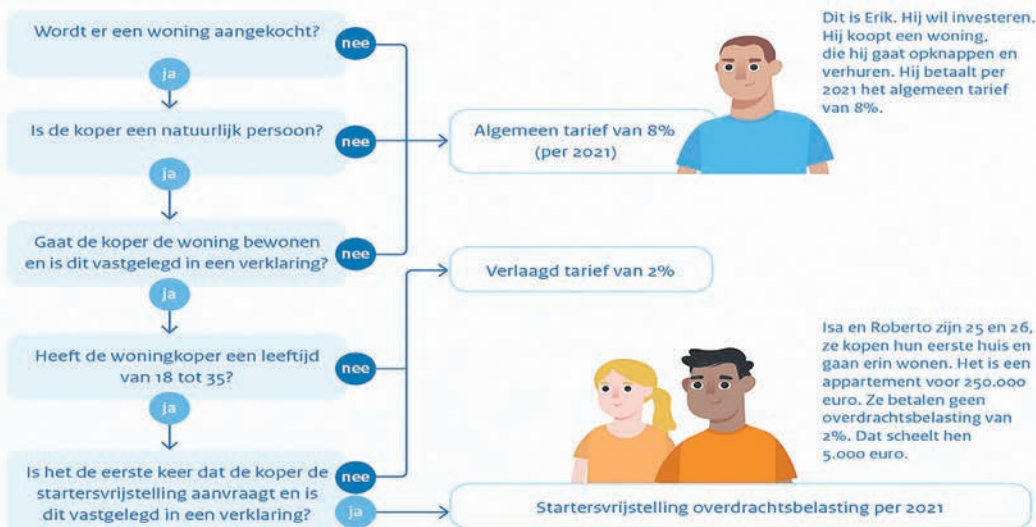 Wordt er een woning aangekocht?
nee
ja
Is de koper een natuurlijk persoon?
nee
ja
Gaat de koper de woning bewonen
en is dit vastgelegd in een verklaring?
nee
ja
Heeft de woningkoper een leeftijd
van 18 tot 35?
nee
ja
Is het de eerste keer dat de koper de
startersvrijstelling aanvraagt en is
dit vastgelegd in een verklaring?
nee
ja
Algemeen tarief van 8%
(per 2021)
Verlaagd tarief van 2%
Startersvrijstelling overdrachtsbelasting per 2021
Dit is Erik. Hij wil investeren.
Hij koopt een woning,
die hij gaat opknappen en
verhuren. Hij betaalt per
2021 het algemeen tarief
van 8%.
Isa en Roberto zijn 25 en 26,
ze kopen hun eerste huis en
gaan erin wonen. Het is een
appartement voor 250.000
euro. Ze betalen geen
overdrachtsbelasting van
2%. Dat scheelt hen
5.000 euro.